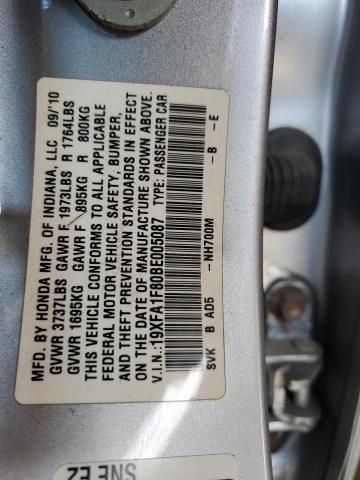 MFD. BY HONDA MFG. OF INDIANA, LLC 09/'10
GVWR 3737LBS GAWR F 1973LBS R 1764LBS
GVWR 1695KG GAWR F 895KG R 800KG
THIS VEHICLE CONFORMS TO ALL APPLICABLE
FEDERAL MOTOR VEHICLE SAFETY, BUMPER,
AND THEFT PREVENTION STANDARDS IN EFFECT
ON THE DATE OF MANUFACTURE SHOWN ABOVE.
V.I.N.:19XFA1F80BE005087 TYPE: PASSENGER CAR
SVK B AD5 -NH700M -B -E